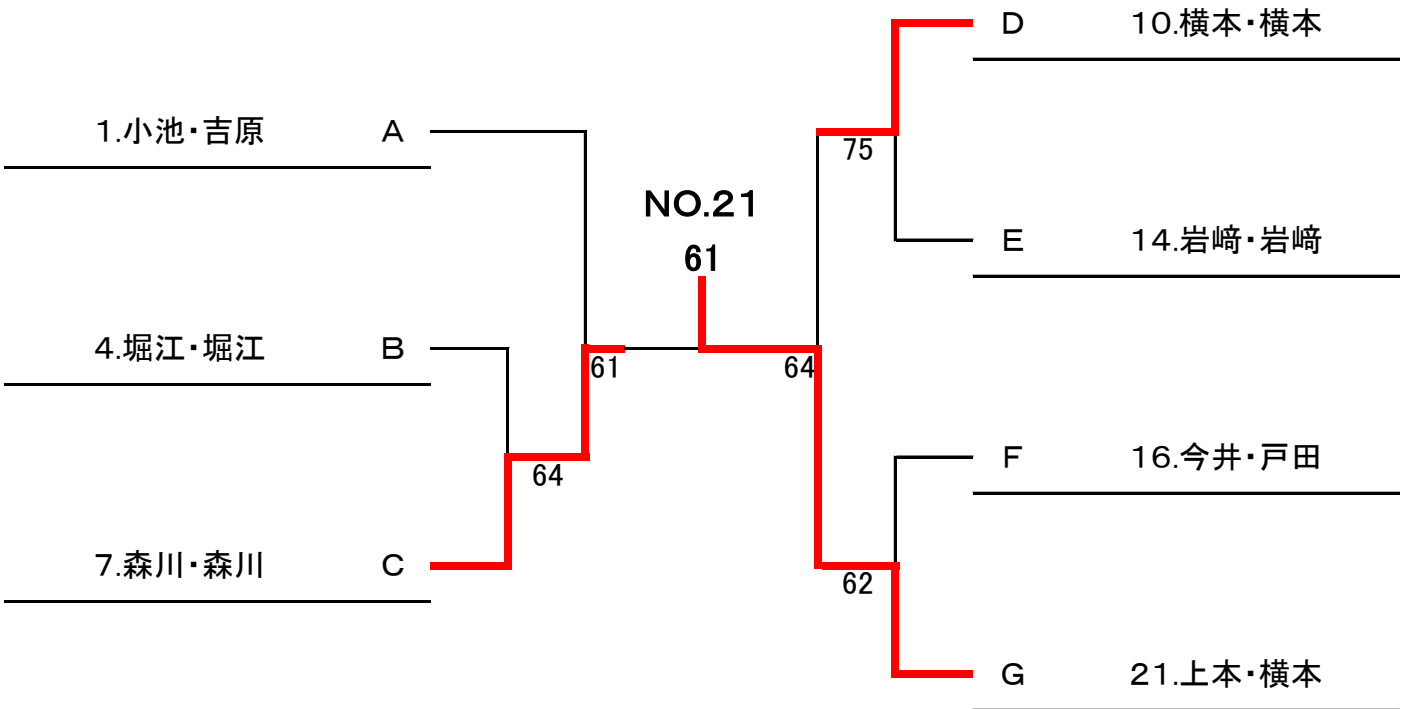 D 10.横本・横本
1.小池・吉原 A
75
NO.21
E 14.岩﨑・岩﨑
61
4.堀江・堀江 B
61
64
F 16.今井・戸田
64
7.森川・森川 C
62
G 21.上本・横本